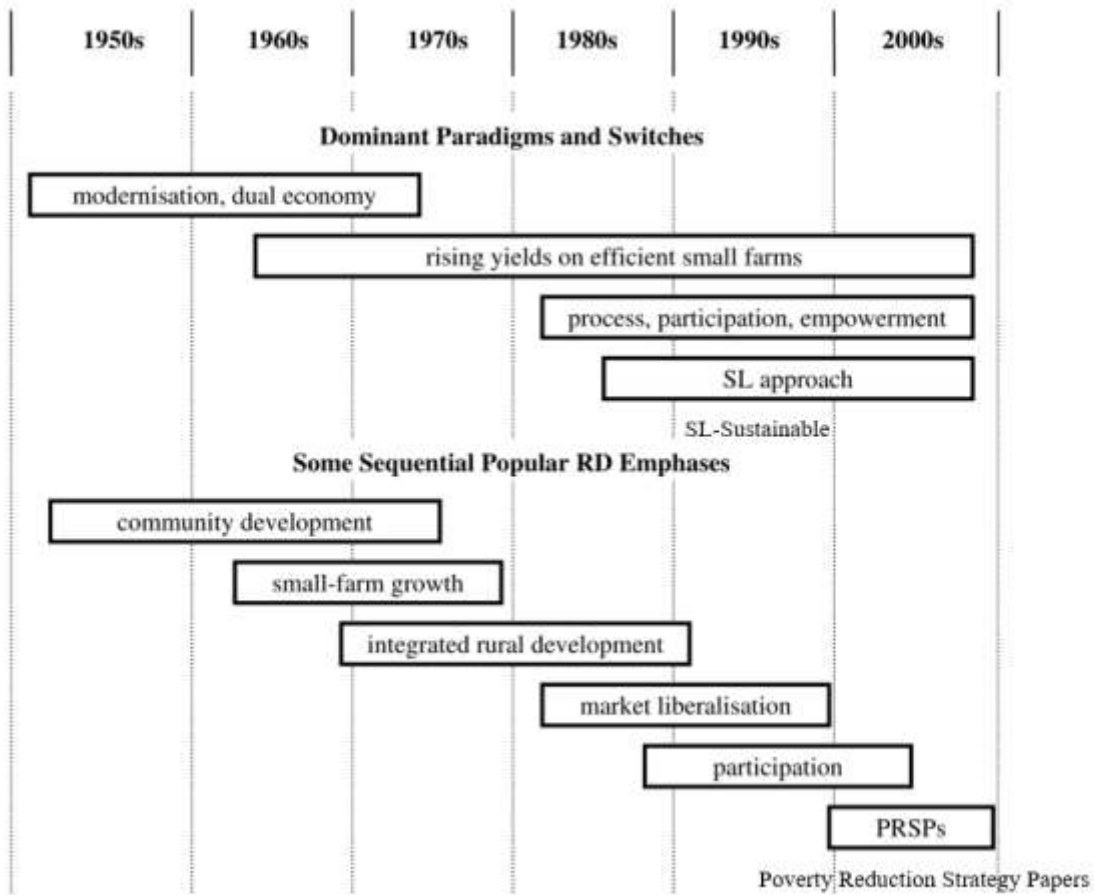 1950s 1960s 1970s 1980s 1990s 2000s
Dominant Paradigms and Switches
modernisation, dual economy
rising yields on efficient small farms
process, participation, empowerment
SL approach
SL-Sustainable
Some Sequential Popular RD Emphases
community development
small-farm growth
integrated rural development
market liberalisation
participation
PRSPs
Poverty Reduction Strategy Papers